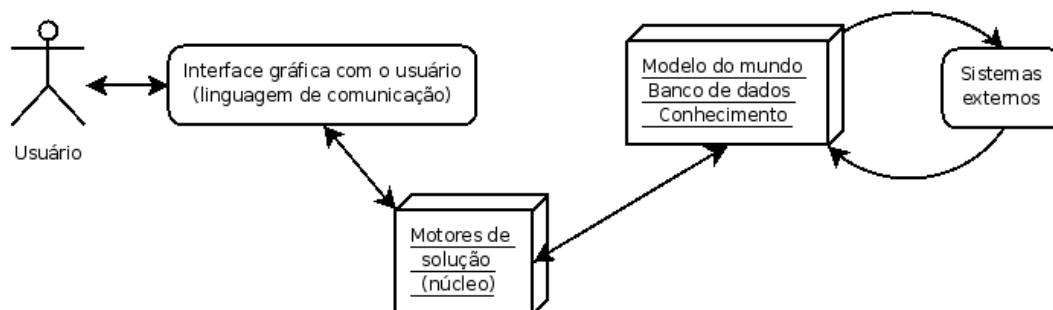 Usuário
Interface gráfica com o usuário
(linguagem de comunicação)
Motores de
solução
(núcleo)
Modelo do mundo
Banco de dados
Conhecimento
Sistemas
externos